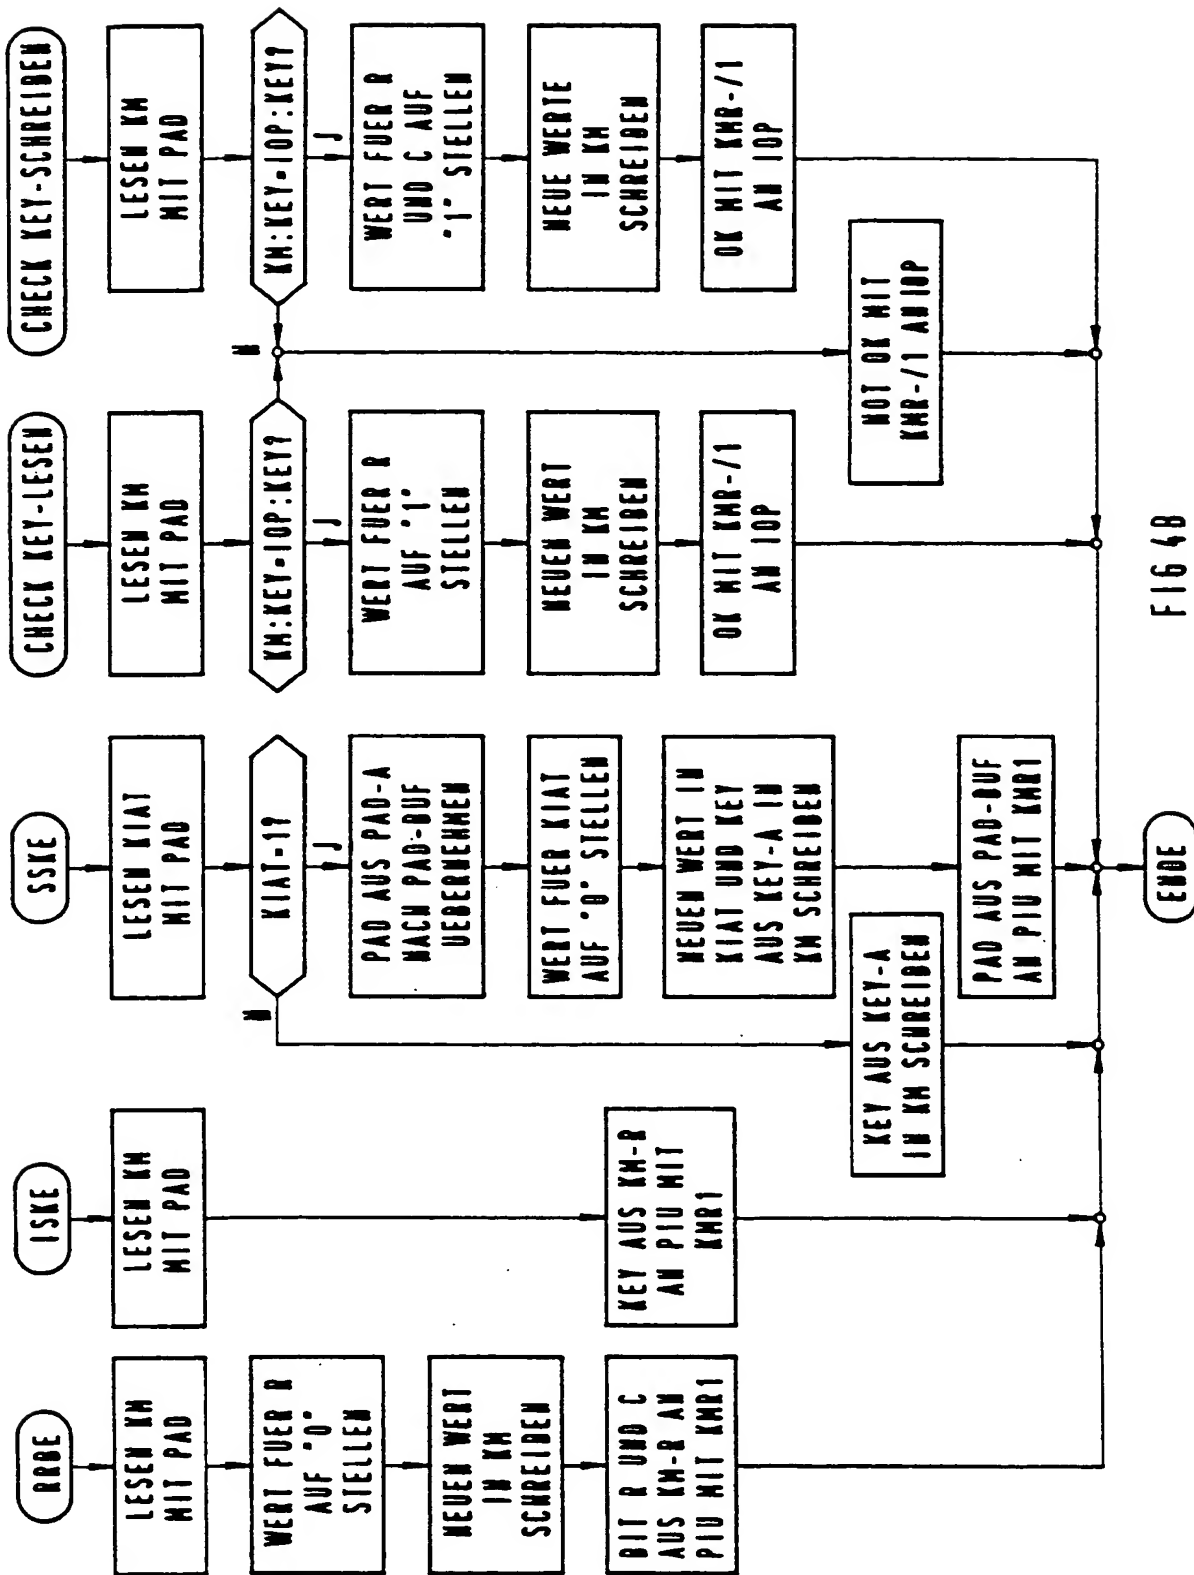 RRBE
LESEN KM
MIT PAD
WERT FUER R
AUF "0"
STELLEN
NEUEN WERT
IN KM
SCHREIBEN
BIT R UND C
AUS KM-R AN
PIU MIT KMR1
ISKE
LESEN KM
MIT PAD
KEY AUS KM-R
AN PIU MIT
KMR1
SSKE
LESEN KIAT
MIT PAD
KIAT=1?
N
J
PAD AUS PAD-A
NACH PAD-BUF
UEBERNEHMEN
WERT FUER KIAT
AUF "0" STELLEN
NEUEN WERT IN
KIAT UND KEY
AUS KEY-A IN
KM SCHREIBEN
KEY AUS KEY-A
IN KM SCHREIBEN
PAD AUS PAD-BUF
AN PIU MIT KMR1
ENDE
CHECK KEY-LESEN
LESEN KM
MIT PAD
KM:KEY=IOP:KEY?
J
WERT FUER R
AUF "1"
STELLEN
NEUEN WERT
IN KM
SCHREIBEN
OK MIT KMR-/1
AN IOP
N
NOT OK MIT
KMR-/1 AN IOP
CHECK KEY-SCHREIBEN
LESEN KM
MIT PAD
KM:KEY=IOP:KEY?
J
WERT FUER R
UND C AUF
"1" STELLEN
NEUE WERTE
IN KM
SCHREIBEN
OK MIT KMR-/1
AN IOP
FIG 4B